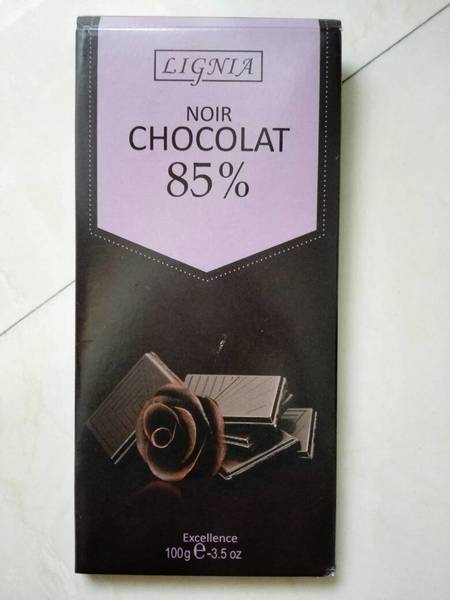 LIGNIA
NOIR
CHOCOLAT
85%
Excellence
100g e-3.5 oz